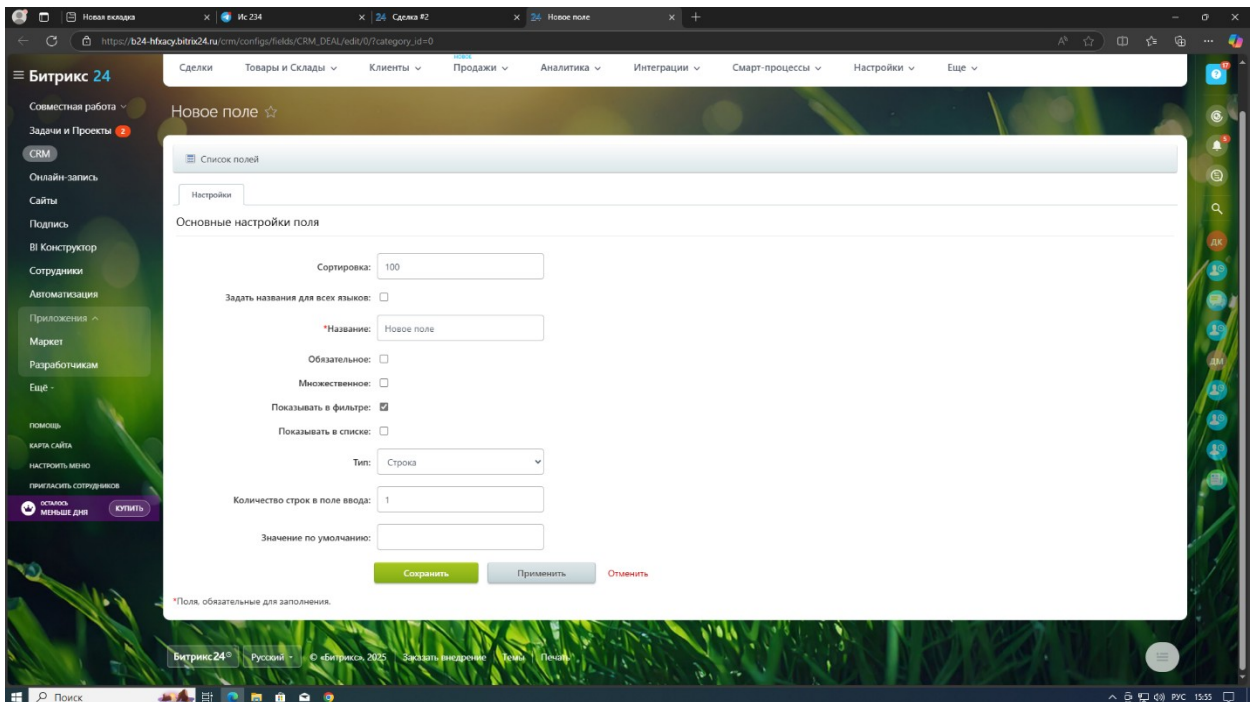 Новая вкладка
Ис 234
24 Сделка #2
24 Новое поле
https://b24-hfxacy.bitrix24.ru/crm/configs/fields/CRM_DEAL/edit/0/?category_id=0
Битрикс 24
Сделки Товары и Склады Клиенты Продажи Аналитика Интеграции Смарт-процессы Настройки Еще
НОВОЕ
17
Совместная работа
Задачи и Проекты 2
CRM
Онлайн-запись
Сайты
Подпись
BI Конструктор
Сотрудники
Автоматизация
Приложения
Маркет
Разработчикам
Ещё -
ПОМОЩЬ
КАРТА САЙТА
НАСТРОИТЬ МЕНЮ
ПРИГЛАСИТЬ СОТРУДНИКОВ
ОСТАЛОСЬ
МЕНЬШЕ ДНЯ
КУПИТЬ
Новое поле
Список полей
Настройки
Основные настройки поля
Сортировка: 100
Задать названия для всех языков:
*Название: Новое поле
Обязательное:
Множественное:
Показывать в фильтре:
Показывать в списке:
Тип: Строка
Количество строк в поле ввода: 1
Значение по умолчанию:
Сохранить Применить Отменить
*Поля, обязательные для заполнения.
5
ДК
ДМ
Битрикс24 Русский - © «Битрикс», 2025 Заказать внедрение Темы Печать
Поиск
РУС 15:55